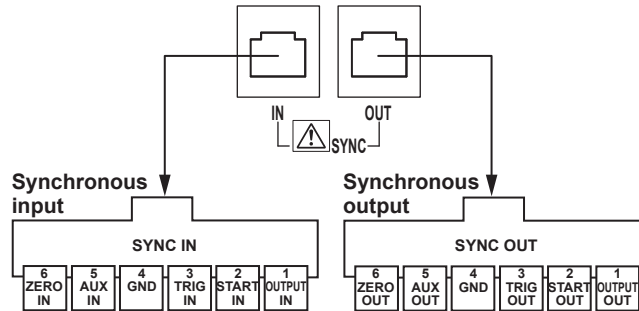 IN OUT
SYNC
Synchronous
input
SYNC IN
6 5 4 3 2 1
ZERO AUX GND TRIG START OUTPUT
IN IN IN IN IN
Synchronous
output
SYNC OUT
6 5 4 3 2 1
ZERO AUX GND TRIG START OUTPUT
OUT OUT OUT OUT OUT